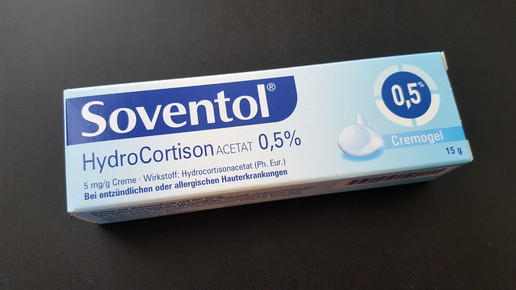 Soventol®
HydroCortison ACETAT 0,5%
5 mg/g Creme · Wirkstoff: Hydrocortisonacetat (Ph. Eur.)
Bei entzündlichen oder allergischen Hauterkrankungen
0,5%
Cremogel
15 g